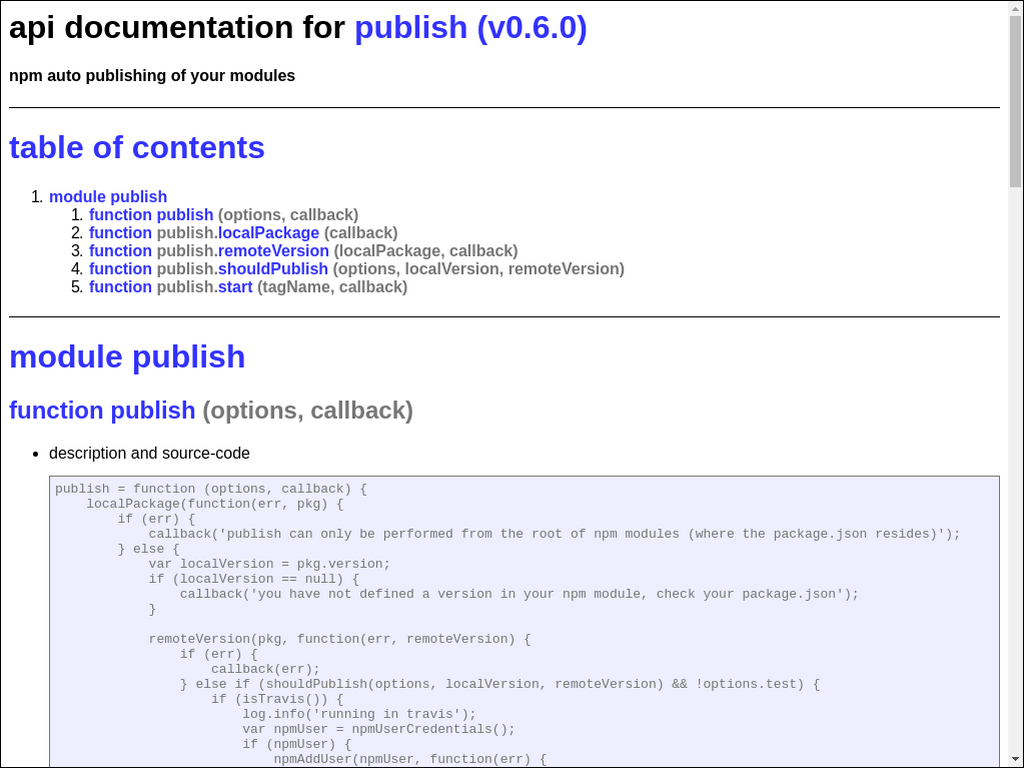 api documentation for publish (v0.6.0)
npm auto publishing of your modules
table of contents
1. module publish
1. function publish (options, callback)
2. function publish.localPackage (callback)
3. function publish.remoteVersion (localPackage, callback)
4. function publish.shouldPublish (options, localVersion, remoteVersion)
5. function publish.start (tagName, callback)
module publish
function publish (options, callback)
• description and source-code
publish = function (options, callback) {
    localPackage(function(err, pkg) {
        if (err) {
            callback('publish can only be performed from the root of npm modules (where the package.json resides)');
        } else {
            var localVersion = pkg.version;
            if (localVersion == null) {
                callback('you have not defined a version in your npm module, check your package.json');
            }
            remoteVersion(pkg, function(err, remoteVersion) {
                if (err) {
                    callback(err);
                } else if (shouldPublish(options, localVersion, remoteVersion) && !options.test) {
                    if (isTravis()) {
                        log.info('running in travis');
                        var npmUser = npmUserCredentials();
                        if (npmUser) {
                            npmAddUser(npmUser, function(err) {